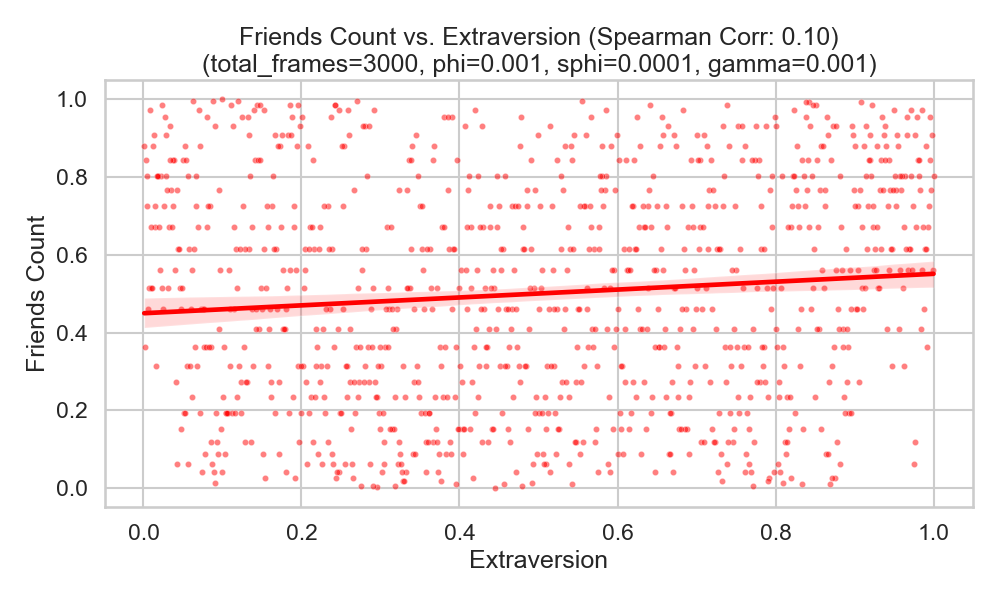 Friends Count vs. Extraversion (Spearman Corr: 0.10)
(total_frames=3000, phi=0.001, sphi=0.0001, gamma=0.001)
1.0
0.8
0.6
0.4
0.2
0.0
Friends Count
0.0 0.2 0.4 0.6 0.8 1.0
Extraversion